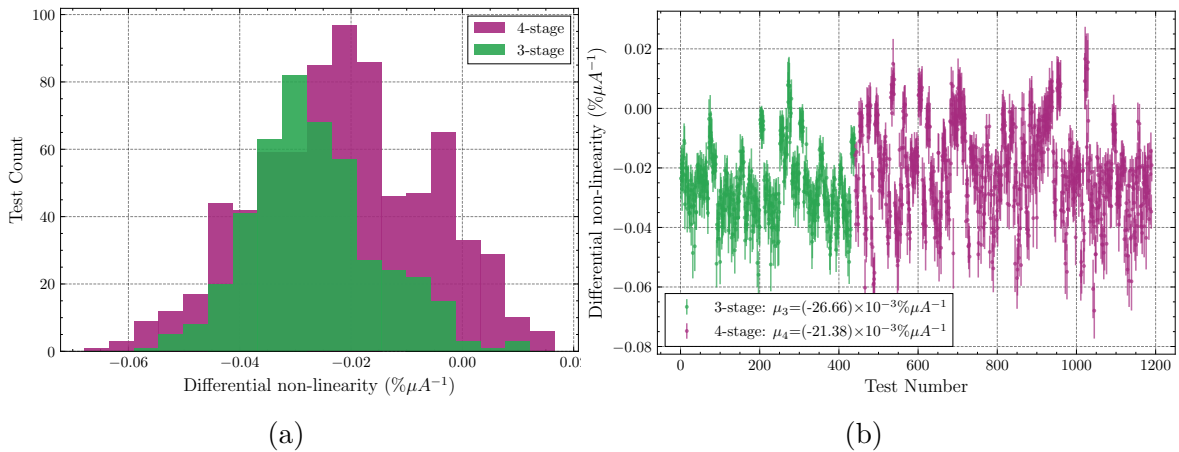 100
80
60
40
20
0
Test Count
4-stage
3-stage
−0.06
−0.04
−0.02
0.00
Differential non-linearity (%μA⁻¹)
(a)
0.02
0.00
−0.02
−0.04
−0.06
−0.08
Differential non-linearity (%μA⁻¹)
3-stage: μ₃=(-26.66)×10⁻³%μA⁻¹
4-stage: μ₄=(-21.38)×10⁻³%μA⁻¹
0
200
400
600
800
1000
1200
Test Number
(b)